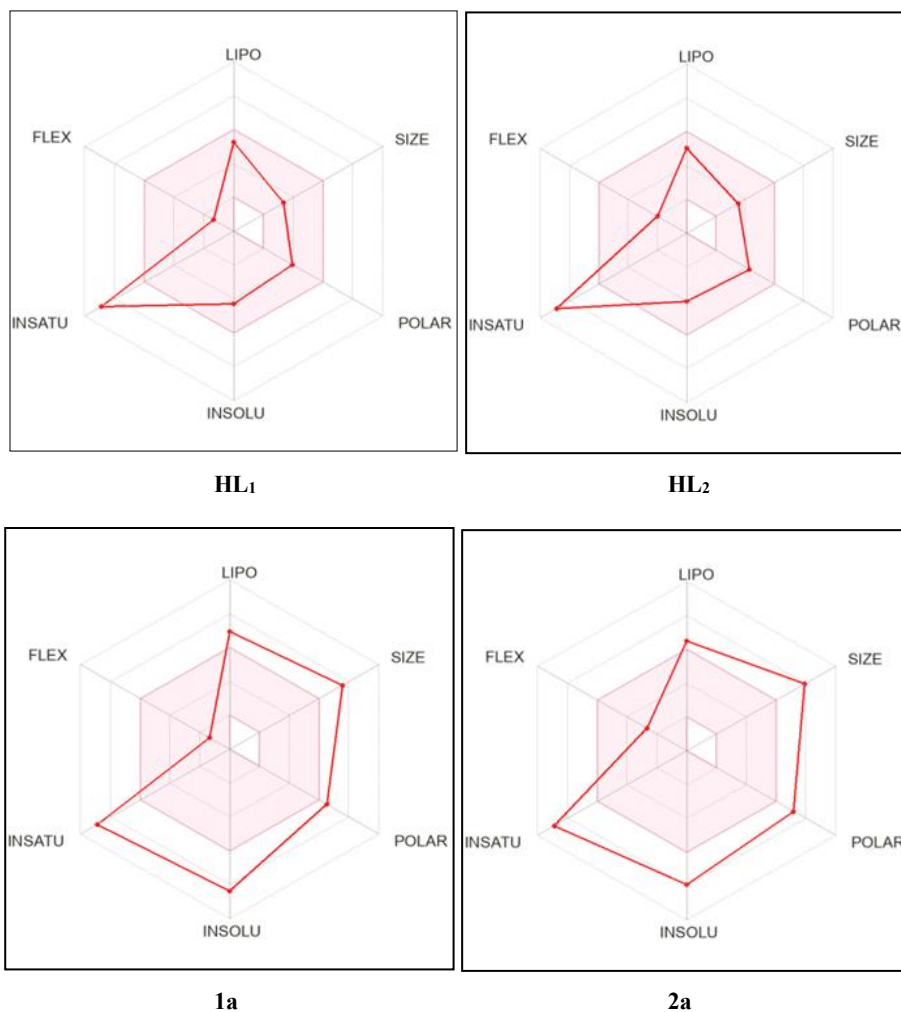 LIPO
FLEX
SIZE
INSATU
POLAR
INSOLU
HL₁
LIPO
FLEX
SIZE
INSATU
POLAR
INSOLU
HL₂
LIPO
FLEX
SIZE
INSATU
POLAR
INSOLU
1a
LIPO
FLEX
SIZE
INSATU
POLAR
INSOLU
2a